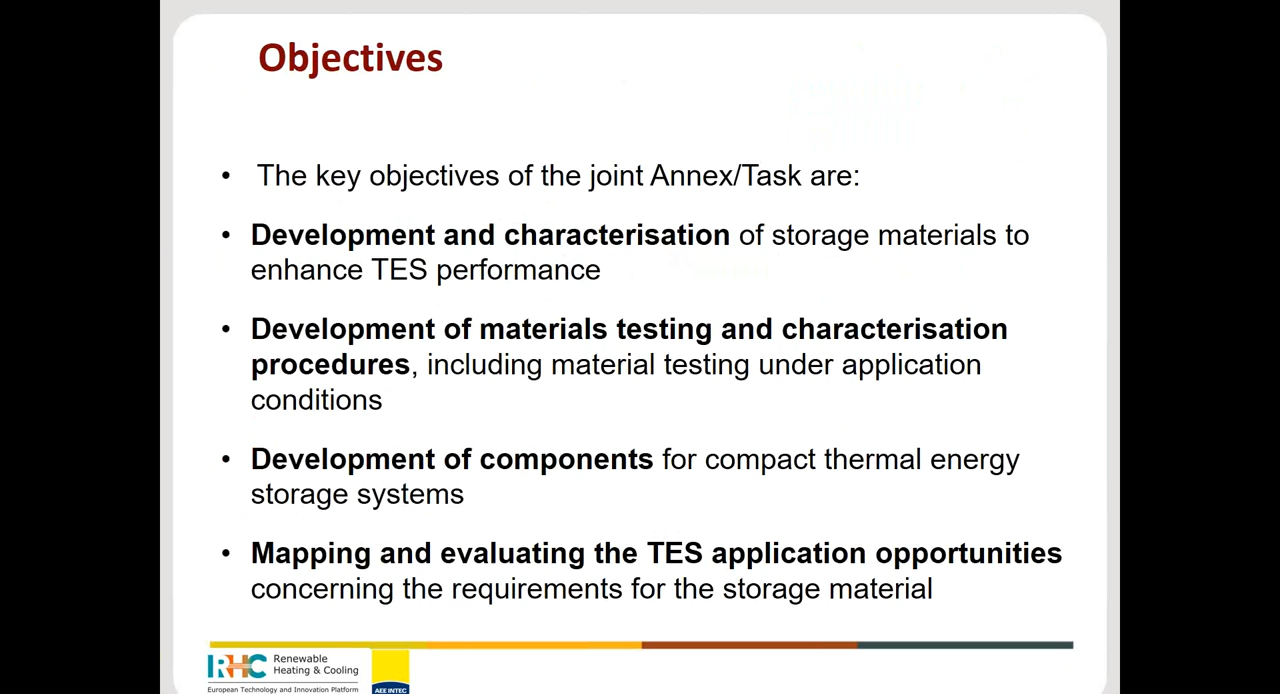 Objectives
• The key objectives of the joint Annex/Task are:
• Development and characterisation of storage materials to
enhance TES performance
• Development of materials testing and characterisation
procedures, including material testing under application
conditions
• Development of components for compact thermal energy
storage systems
• Mapping and evaluating the TES application opportunities
concerning the requirements for the storage material
RHC Renewable
Heating & Cooling
European Technology and Innovation Platform
AEE INTEC